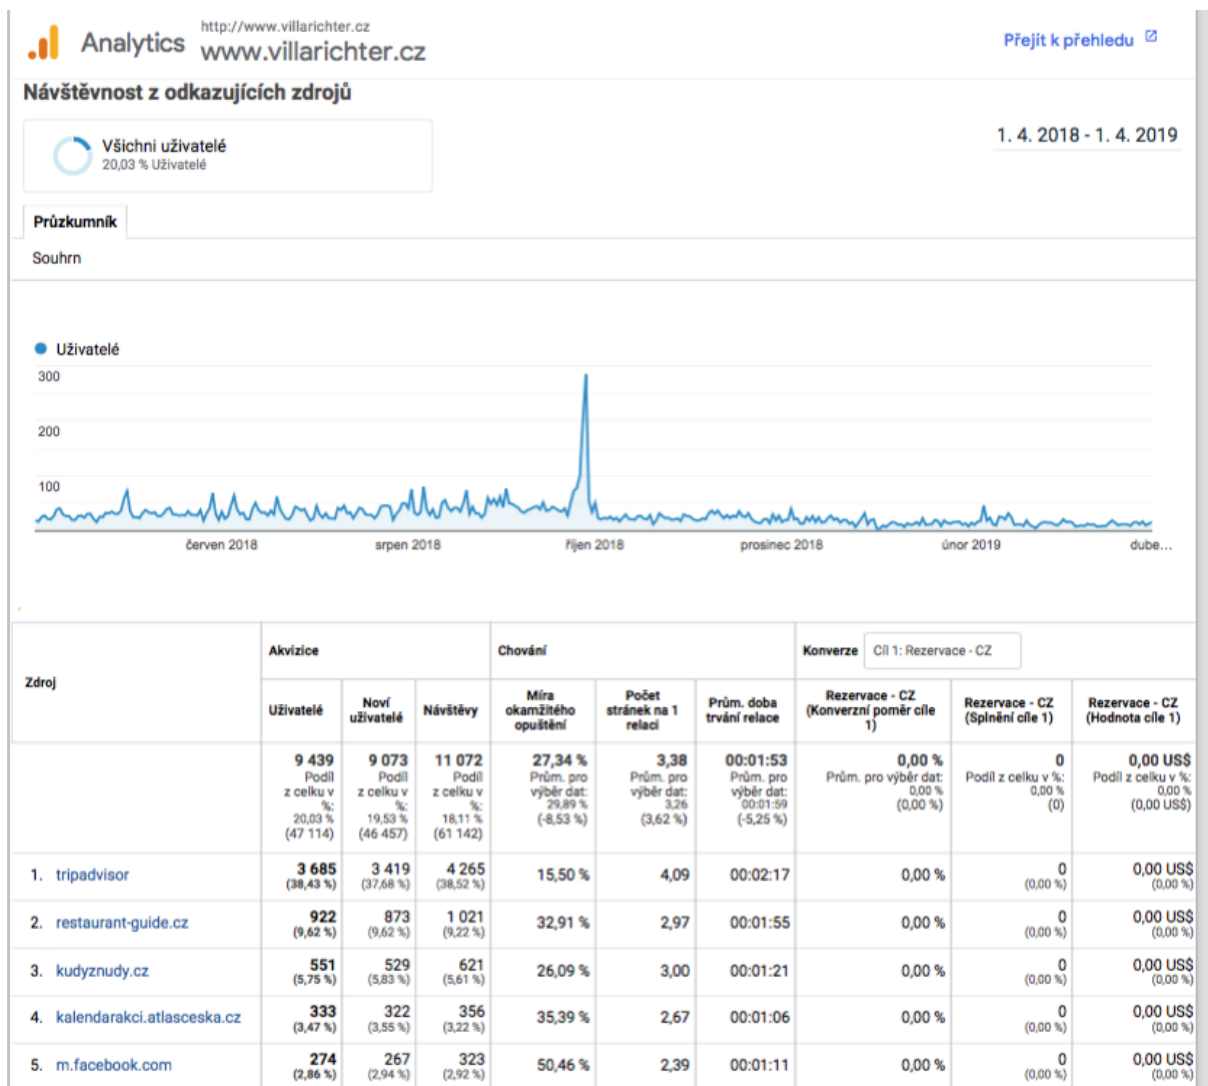 Analytics
http://www.villarichter.cz
www.villarichter.cz
Přejít k přehledu
Návštěvnost z odkazujících zdrojů
Všichni uživatelé
20,03 % Uživatelé
1. 4. 2018 - 1. 4. 2019
Průzkumník
Souhrn
Uživatelé
300
200
100
červen 2018 srpen 2018 říjen 2018 prosinec 2018 únor 2019 dube…
Zdroj
Akvizice
Chování
Konverze Cíl 1: Rezervace - CZ
Uživatelé
Noví
uživatelé
Návštěvy
Míra
okamžitého
opuštění
Počet
stránek na 1
relaci
Prům. doba
trvání relace
Rezervace - CZ
(Konverzní poměr cíle
1)
Rezervace - CZ
(Splnění cíle 1)
Rezervace - CZ
(Hodnota cíle 1)
9 439
Podíl
z celku v
%:
20,03 %
(47 114)
9 073
Podíl
z celku v
%:
19,53 %
(46 457)
11 072
Podíl
z celku v
%:
18,11 %
(61 142)
27,34 %
Prům. pro
výběr dat:
29,89 %
(-8,53 %)
3,38
Prům. pro
výběr dat:
3,26
(3,62 %)
00:01:53
Prům. pro
výběr dat:
00:01:59
(-5,25 %)
0,00 %
Prům. pro výběr dat:
0,00 %
(0,00 %)
0
Podíl z celku v %:
0,00 %
(0)
0,00 US$
Podíl z celku v %:
0,00 %
(0,00 US$)
1. tripadvisor 3 685 3 419 4 265 15,50 % 4,09 00:02:17 0,00 % 0 0,00 US$
(38,43 %) (37,68 %) (38,52 %) (0,00 %) (0,00 %)
2. restaurant-guide.cz 922 873 1 021 32,91 % 2,97 00:01:55 0,00 % 0 0,00 US$
(9,62 %) (9,62 %) (9,22 %) (0,00 %) (0,00 %)
3. kudyznudy.cz 551 529 621 26,09 % 3,00 00:01:21 0,00 % 0 0,00 US$
(5,75 %) (5,83 %) (5,61 %) (0,00 %) (0,00 %)
4. kalendarakci.atlasceska.cz 333 322 356 35,39 % 2,67 00:01:06 0,00 % 0 0,00 US$
(3,47 %) (3,55 %) (3,22 %) (0,00 %) (0,00 %)
5. m.facebook.com 274 267 323 50,46 % 2,39 00:01:11 0,00 % 0 0,00 US$
(2,86 %) (2,94 %) (2,92 %) (0,00 %) (0,00 %)